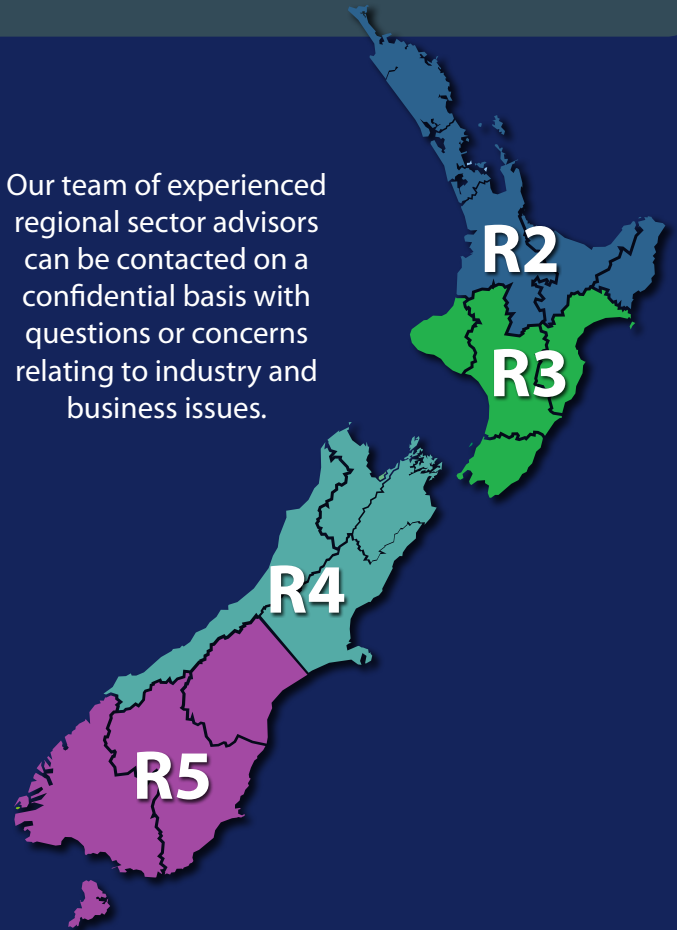 Our team of experienced
regional sector advisors
can be contacted on a
confidential basis with
questions or concerns
relating to industry and
business issues.
R2
R3
R4
R5